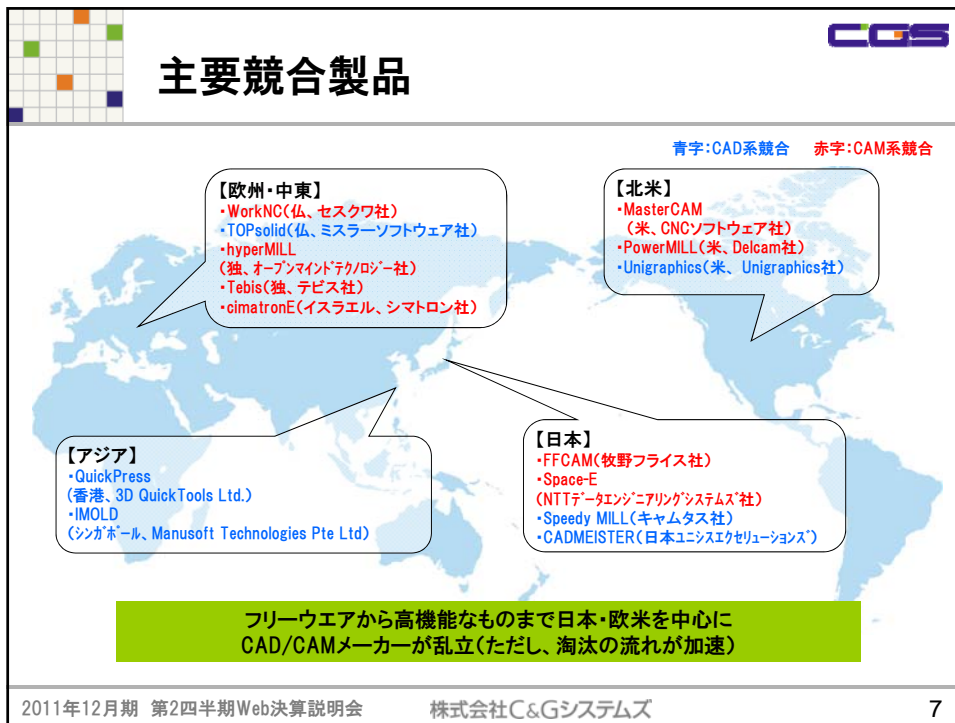 CGS
主要競合製品
青字:CAD系競合 赤字:CAM系競合
【欧州・中東】
・WorkNC(仏、セスクワ社)
・TOPsolid(仏、ミスラーソフトウェア社)
・hyperMILL
(独、オープンマインドテクノロジー社)
・Tebis(独、テビス社)
・cimatronE(イスラエル、シマトロン社)
【北米】
・MasterCAM
(米、CNCソフトウェア社)
・PowerMILL(米、Delcam社)
・Unigraphics(米、 Unigraphics社)
【アジア】
・QuickPress
(香港、3D QuickTools Ltd.)
・IMOLD
(シンガポール、Manusoft Technologies Pte Ltd)
【日本】
・FFCAM(牧野フライス社)
・Space-E
(NTTデータエンジニアリングシステムズ社)
・Speedy MILL(キャムタス社)
・CADMEISTER(日本ユニシスエクセリューションズ)
フリーウエアから高機能なものまで日本・欧米を中心に
CAD/CAMメーカーが乱立(ただし、淘汰の流れが加速)
2011年12月期 第2四半期Web決算説明会 株式会社C&Gシステムズ 7